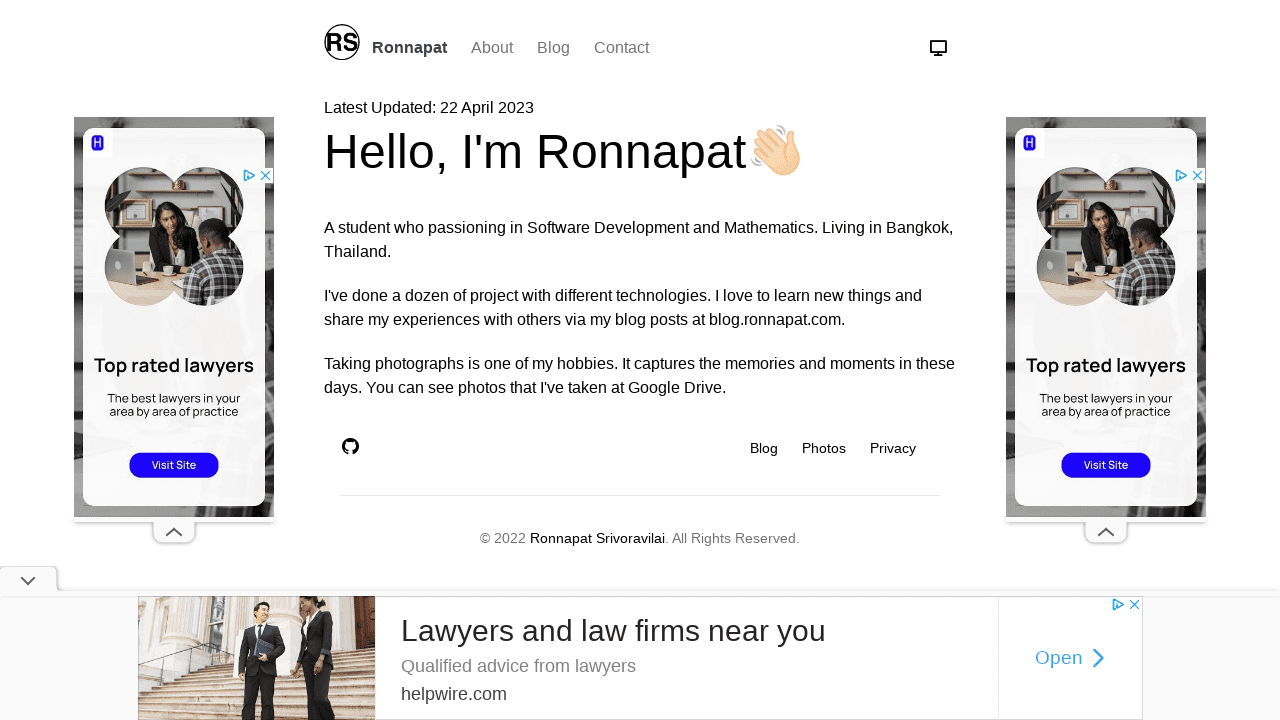 RS Ronnapat About Blog Contact
Latest Updated: 22 April 2023
Hello, I'm Ronnapat
A student who passioning in Software Development and Mathematics. Living in Bangkok,
Thailand.
I've done a dozen of project with different technologies. I love to learn new things and
share my experiences with others via my blog posts at blog.ronnapat.com.
Taking photographs is one of my hobbies. It captures the memories and moments in these
days. You can see photos that I've taken at Google Drive.
Blog Photos Privacy
© 2022 Ronnapat Srivoravilai. All Rights Reserved.
H
Top rated lawyers
The best lawyers in your
area by area of practice
Visit Site
H
Top rated lawyers
The best lawyers in your
area by area of practice
Visit Site
Lawyers and law firms near you
Qualified advice from lawyers
helpwire.com
Open